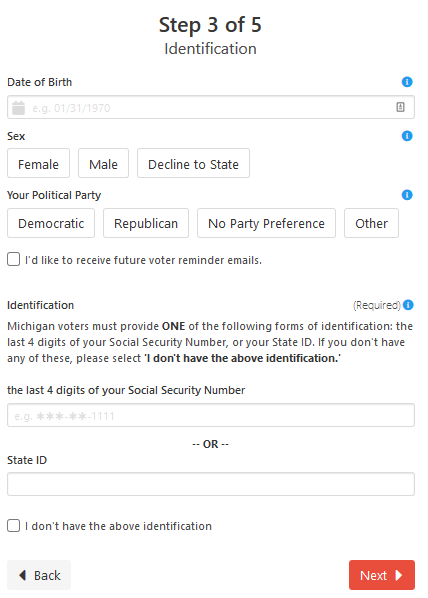 Step 3 of 5
Identification
Date of Birth
e.g. 01/31/1970
Sex
Female Male Decline to State
Your Political Party
Democratic Republican No Party Preference Other
I'd like to receive future voter reminder emails.
Identification (Required)
Michigan voters must provide ONE of the following forms of identification: the
last 4 digits of your Social Security Number, or your State ID. If you don't have
any of these, please select 'I don't have the above identification.'
the last 4 digits of your Social Security Number
e.g. ✱✱✱-✱✱-1111
-- OR --
State ID
I don't have the above identification
Back Next